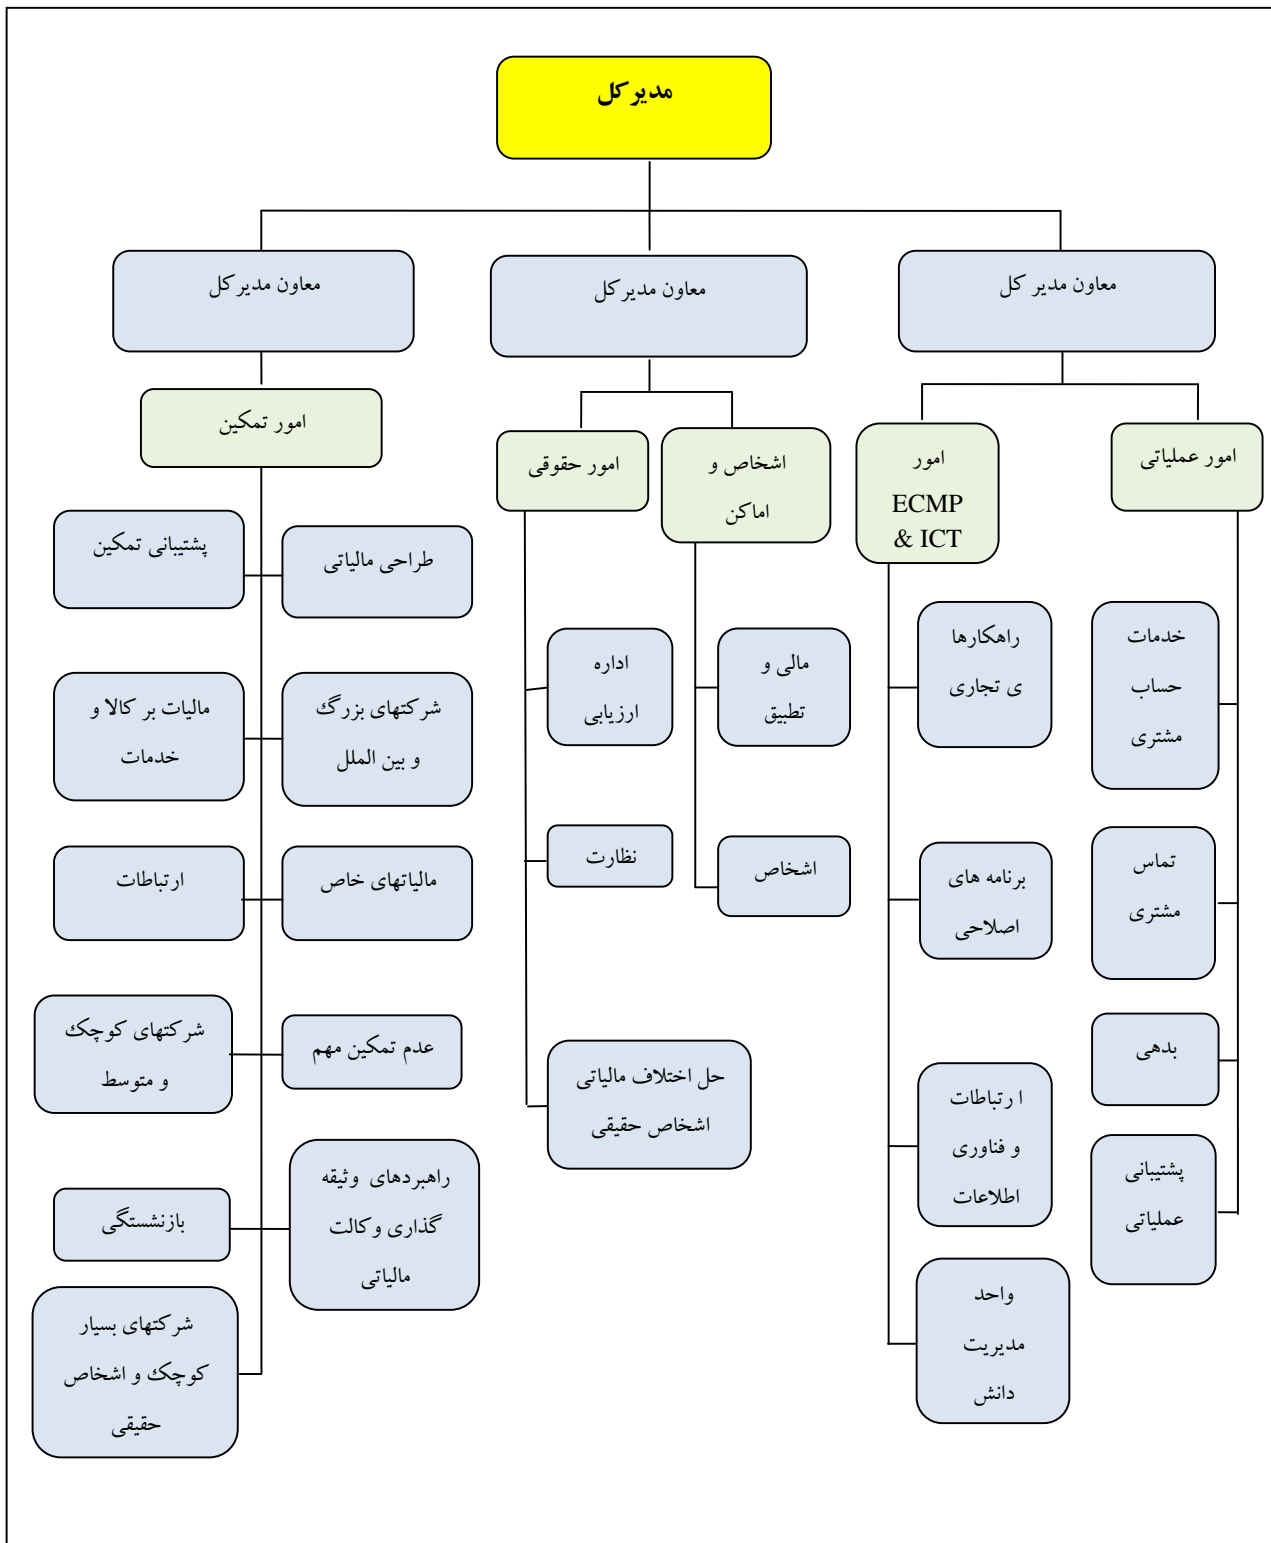 مدیرکل
معاون مدیر کل
معاون مدیرکل
معاون مدیرکل
امور عملیاتی
امور
ECMP
& ICT
اشخاص و
اماکن
امور حقوقی
امور تمکین
خدمات
حساب
مشتری
تماس
مشتری
بدهی
پشتیبانی
عملیاتی
راهکارها
ی تجاری
برنامه های
اصلاحی
ا رتباطات
و فناوری
اطلاعات
واحد
مدیریت
دانش
مالی و
تطبیق
اشخاص
اداره
ارزیابی
نظارت
حل اختلاف مالیاتی
اشخاص حقیقی
طراحی مالیاتی
پشتیبانی تمکین
شرکتهای بزرگ
و بین الملل
مالیات بر کالا و
خدمات
مالیاتهای خاص
ارتباطات
عدم تمکین مهم
شرکتهای کوچک
و متوسط
راهبردهای وثیقه
گذاری وکالت
مالیاتی
بازنشستگی
شرکتهای بسیار
کوچک و اشخاص
حقیقی